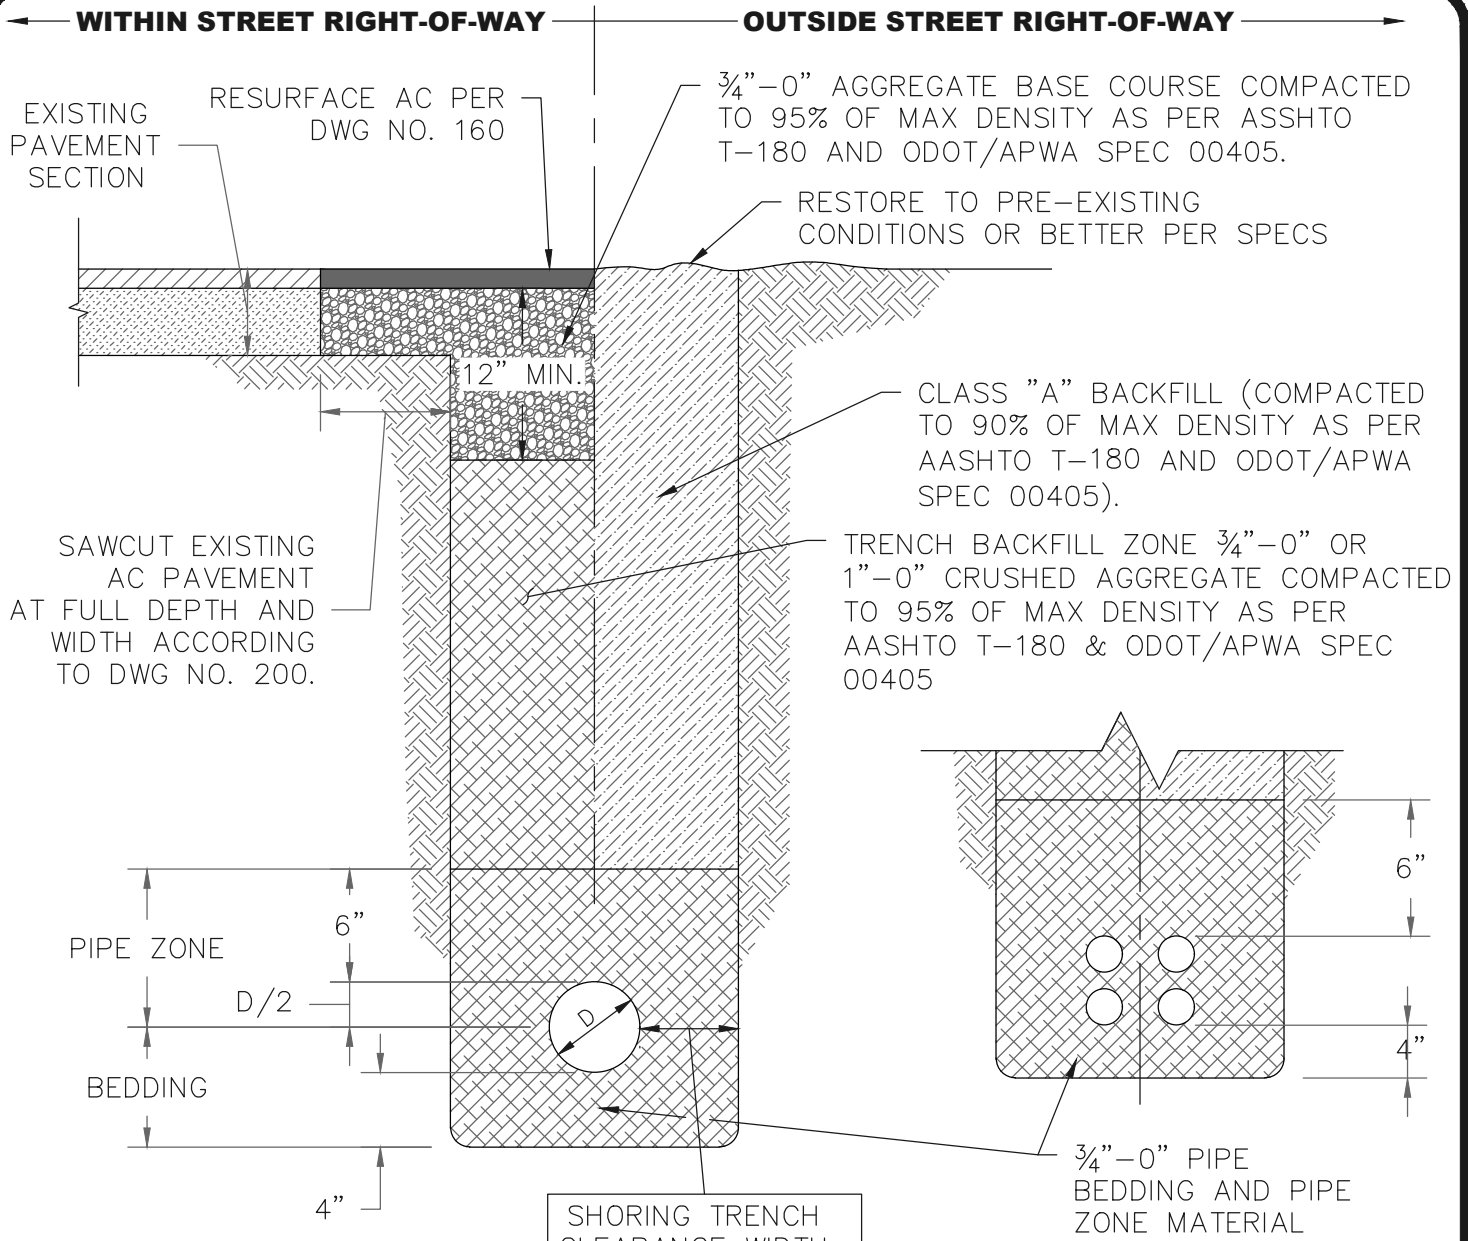 WITHIN STREET RIGHT-OF-WAY
OUTSIDE STREET RIGHT-OF-WAY
EXISTING
PAVEMENT
SECTION
RESURFACE AC PER
DWG NO. 160
¾"-0" AGGREGATE BASE COURSE COMPACTED
TO 95% OF MAX DENSITY AS PER ASSHTO
T-180 AND ODOT/APWA SPEC 00405.
RESTORE TO PRE-EXISTING
CONDITIONS OR BETTER PER SPECS
12" MIN.
CLASS "A" BACKFILL (COMPACTED
TO 90% OF MAX DENSITY AS PER
AASHTO T-180 AND ODOT/APWA
SPEC 00405).
SAWCUT EXISTING
AC PAVEMENT
AT FULL DEPTH AND
WIDTH ACCORDING
TO DWG NO. 200.
TRENCH BACKFILL ZONE ¾"-0" OR
1"-0" CRUSHED AGGREGATE COMPACTED
TO 95% OF MAX DENSITY AS PER
AASHTO T-180 & ODOT/APWA SPEC
00405
PIPE ZONE
6"
D/2
D
BEDDING
4"
6"
4"
¾"-0" PIPE
BEDDING AND PIPE
ZONE MATERIAL
SHORING TRENCH
CLEARANCE WIDTH